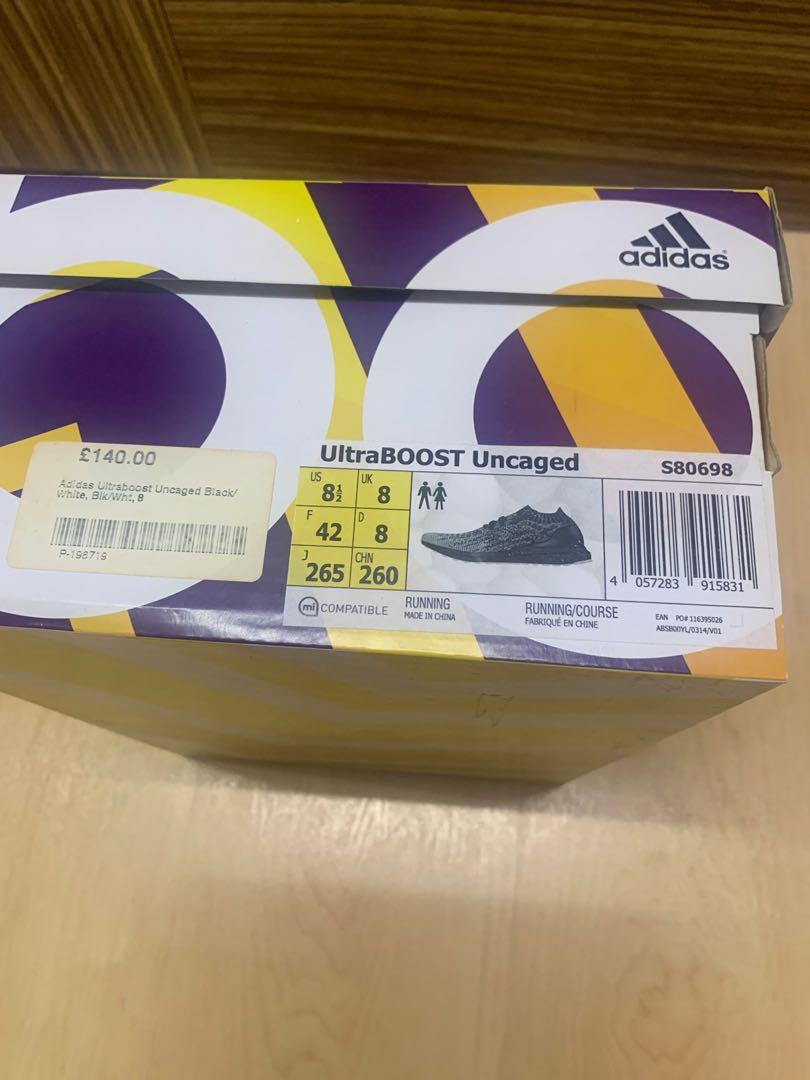 adidas
£140.00
Adidas Ultraboost Uncaged Black/
White, Blk/Wht, 8
P-198719
UltraBOOST Uncaged
S80698
US 8½ UK 8
F 42 D 8
J 265 CHN 260
mi COMPATIBLE
RUNNING
MADE IN CHINA
RUNNING/COURSE
FABRIQUÉ EN CHINE
4 057283 915831
EAN PO# 116395026
ABSB00YL/0314/V01